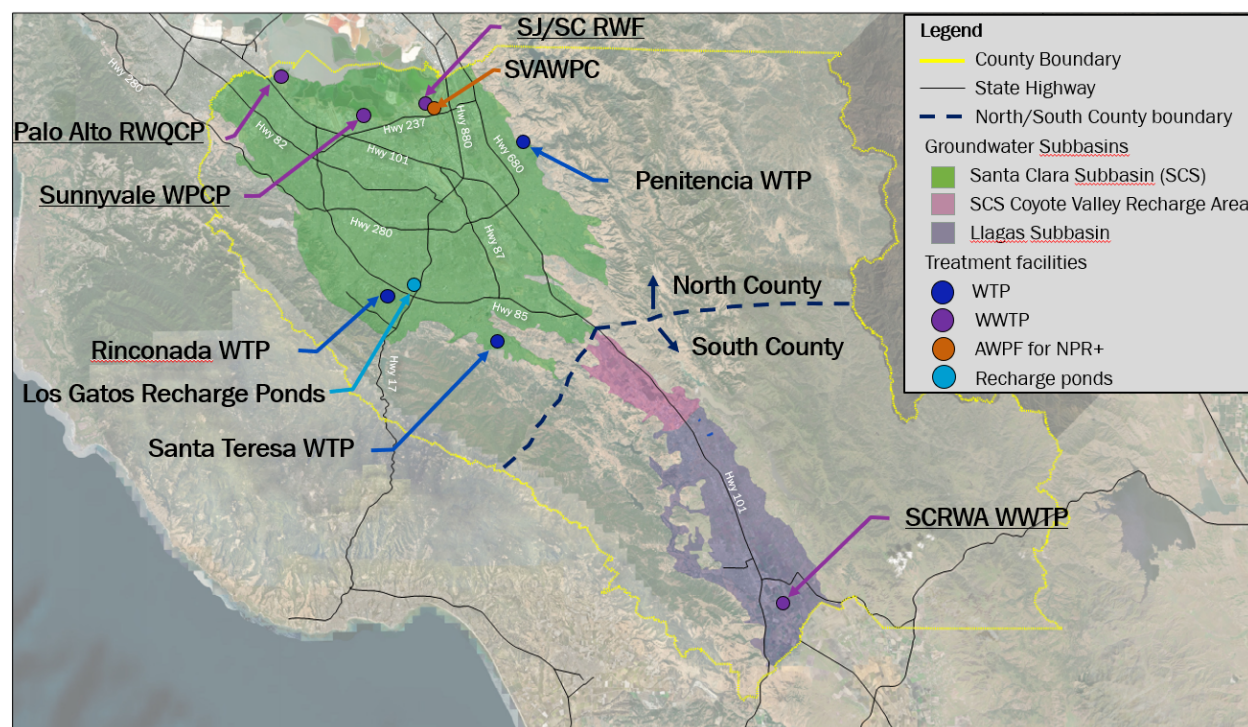 SJ/SC RWF
SVAWPC
Hwy 280
Palo Alto RWQCP
Hwy 82
Hwy 237
Hwy 101
Hwy 880
Hwy 680
Sunnyvale WPCP
Penitencia WTP
Hwy 280
Hwy 87
North County
Hwy 85
South County
Rinconada WTP
Los Gatos Recharge Ponds
Hwy 17
Santa Teresa WTP
Hwy 101
SCRWA WWTP
Legend
County Boundary
State Highway
North/South County boundary
Groundwater Subbasins
Santa Clara Subbasin (SCS)
SCS Coyote Valley Recharge Area
Llagas Subbasin
Treatment facilities
WTP
WWTP
AWPF for NPR+
Recharge ponds